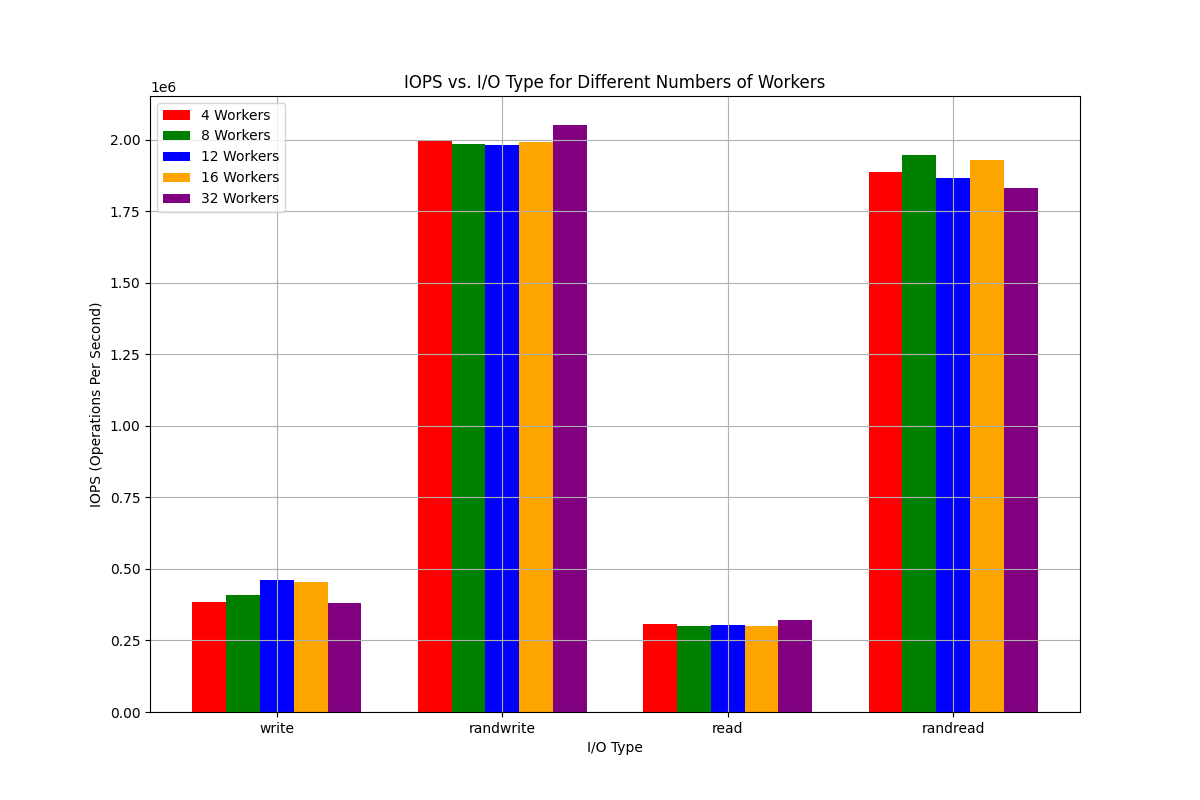 IOPS vs. I/O Type for Different Numbers of Workers
1e6
4 Workers
8 Workers
12 Workers
16 Workers
32 Workers
2.00
1.75
1.50
1.25
1.00
0.75
0.50
0.25
0.00
IOPS (Operations Per Second)
write randwrite read randread
I/O Type